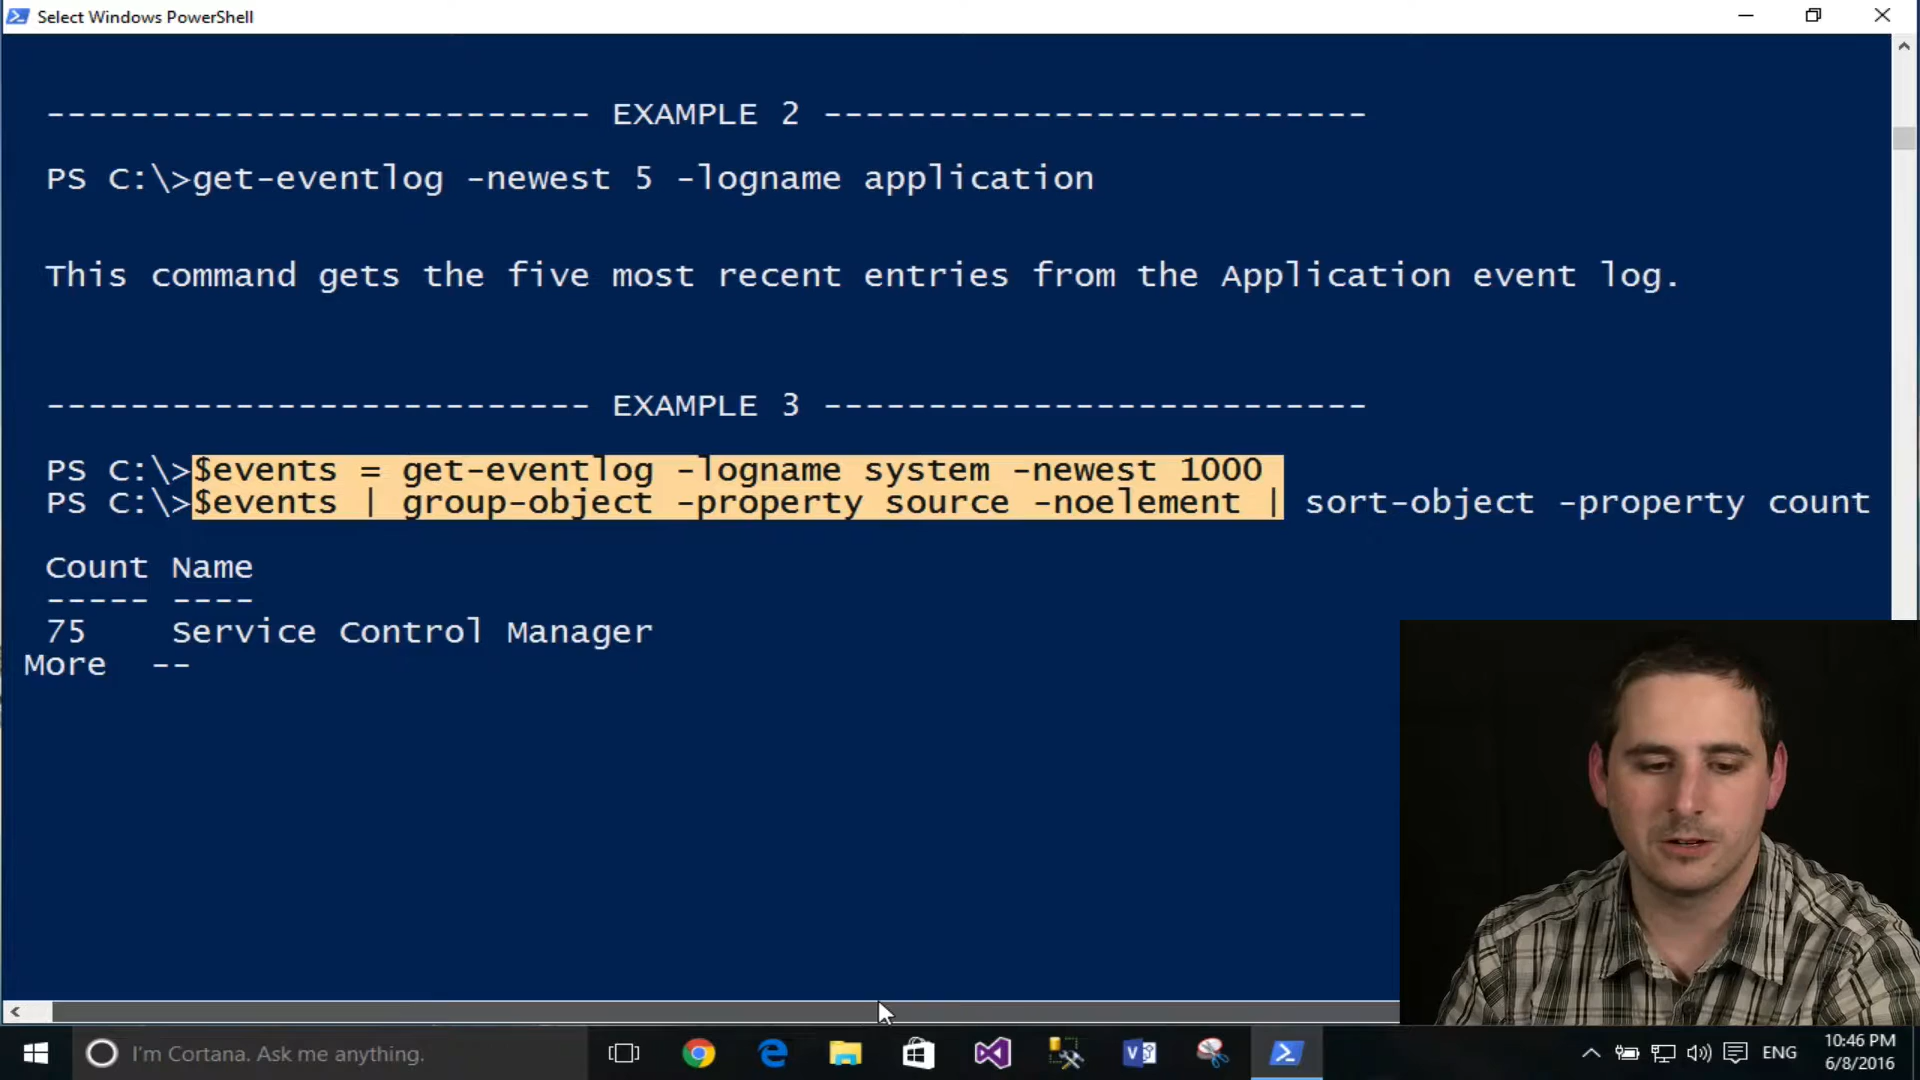 Select Windows PowerShell
-------------------------- EXAMPLE 2 --------------------------
PS C:\>get-eventlog -newest 5 -logname application
This command gets the five most recent entries from the Application event log.
-------------------------- EXAMPLE 3 --------------------------
PS C:\>$events = get-eventlog -logname system -newest 1000
PS C:\>$events | group-object -property source -noelement | sort-object -property count
Count Name
----- ----
75 Service Control Manager
More --
I'm Cortana. Ask me anything.
ENG
10:46 PM
6/8/2016